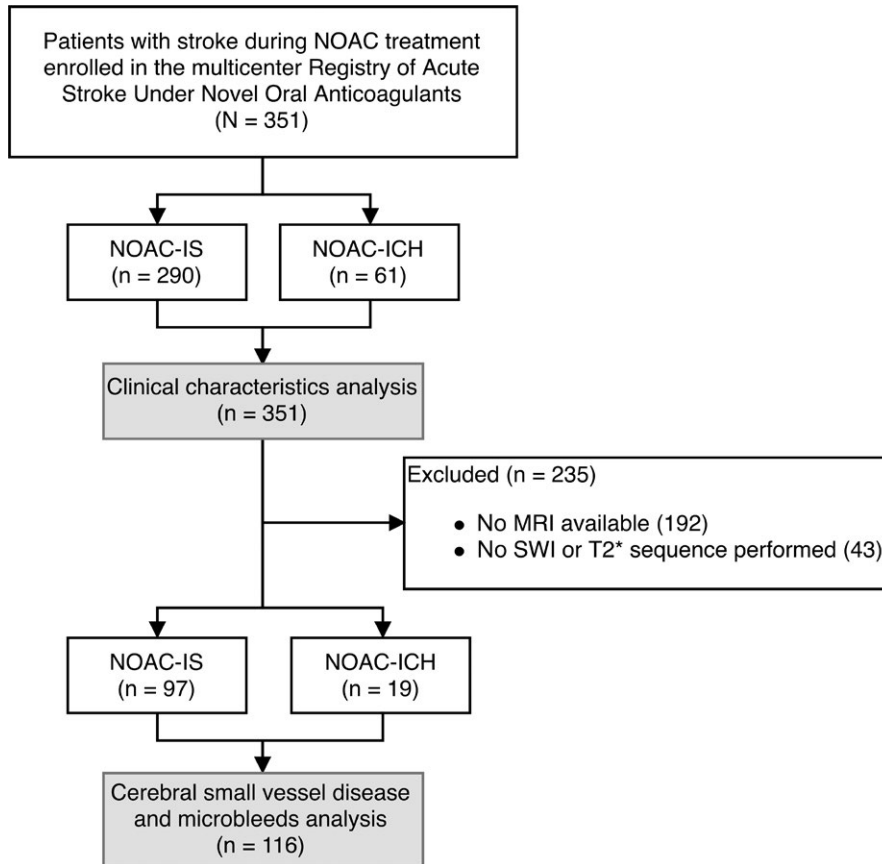 Patients with stroke during NOAC treatment
enrolled in the multicenter Registry of Acute
Stroke Under Novel Oral Anticoagulants
(N = 351)
NOAC-IS
(n = 290)
NOAC-ICH
(n = 61)
Clinical characteristics analysis
(n = 351)
Excluded (n = 235)
● No MRI available (192)
● No SWI or T2* sequence performed (43)
NOAC-IS
(n = 97)
NOAC-ICH
(n = 19)
Cerebral small vessel disease
and microbleeds analysis
(n = 116)